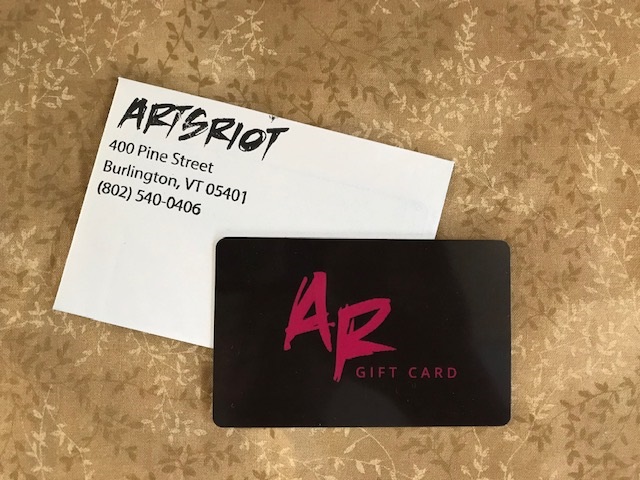 ARTSRIOT
400 Pine Street
Burlington, VT 05401
(802) 540-0406
AR
GIFT CARD